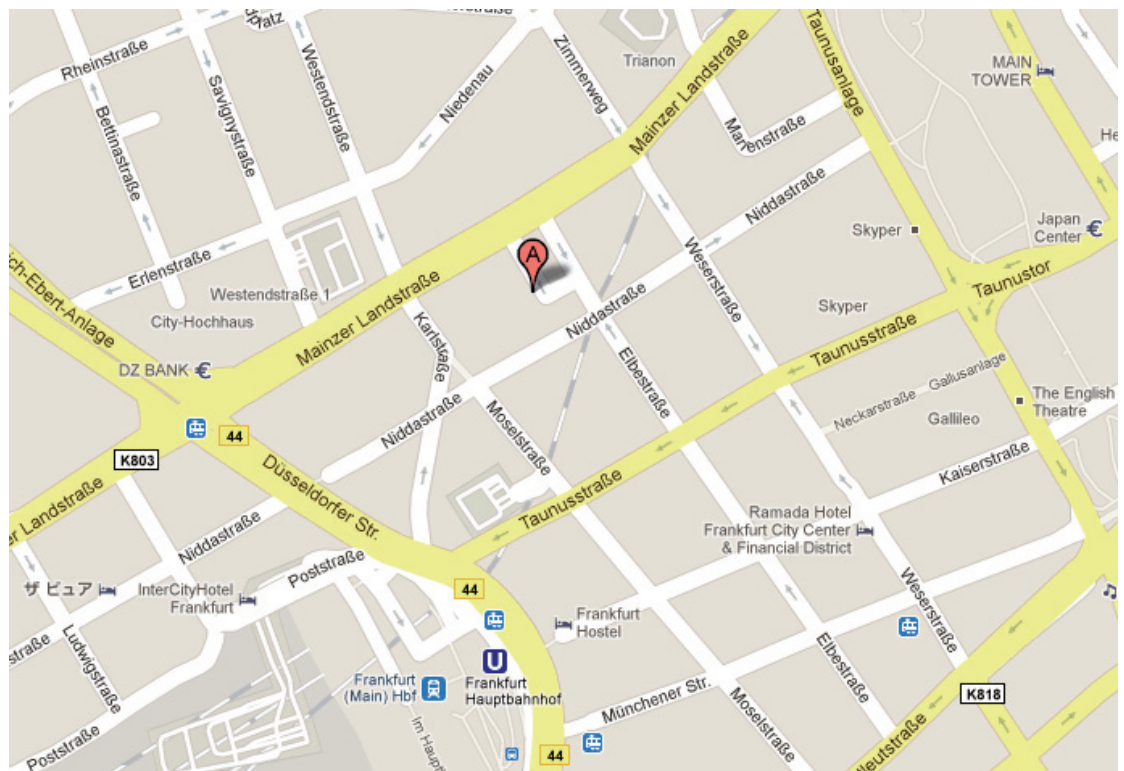 Rheinstraße
Bettinastraße
Savignystraße
Westendstraße
Niedenau
Zimmerweg
Trianon
Mainzer Landstraße
Taunusanlage
MAIN
TOWER
Marienstraße
Niddastraße
Skyper
Japan
Center
€
Erlenstraße
Westendstraße 1
City-Hochhaus
A
Weserstraße
Taunustor
Skyper
Mainzer Landstraße
Karlstraße
Niddastraße
Elbestraße
Taunusstraße
DZ BANK €
Neckarstraße
Gallusanlage
Gallileo
The English
Theatre
44
K803
Niddastraße
Moselstraße
Düsseldorfer Str.
Kaiserstraße
Taunusstraße
Ramada Hotel
Frankfurt City Center
& Financial District
Niddastraße
Poststraße
44
ザ ビュア
InterCityHotel
Frankfurt
Frankfurt
Hostel
Weserstraße
Ludwigstraße
U
Frankfurt
Hauptbahnhof
Frankfurt
(Main) Hbf
Elbestraße
Münchener Str.
Moselstraße
K818
Poststraße
44